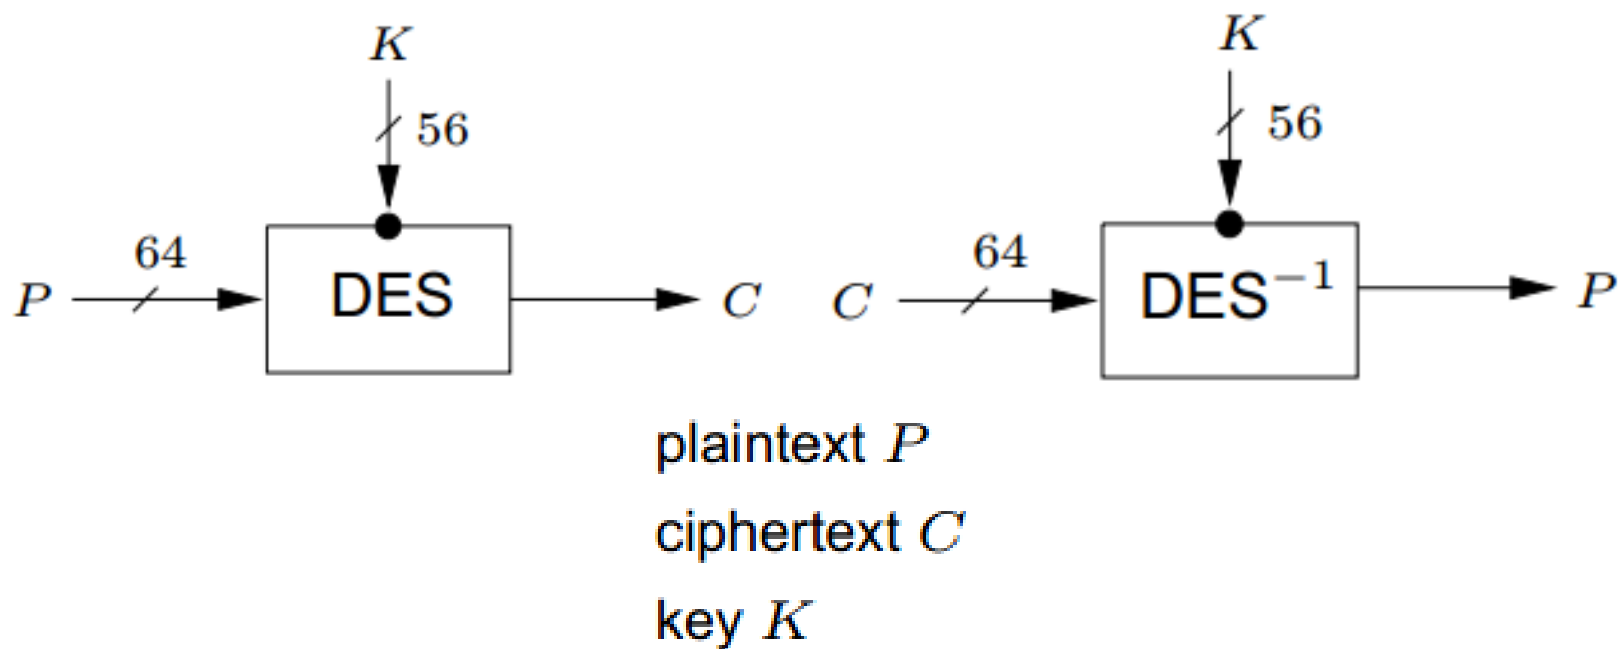 K K
56 56
64 64
P DES C C DES⁻¹ P
plaintext P
ciphertext C
key K